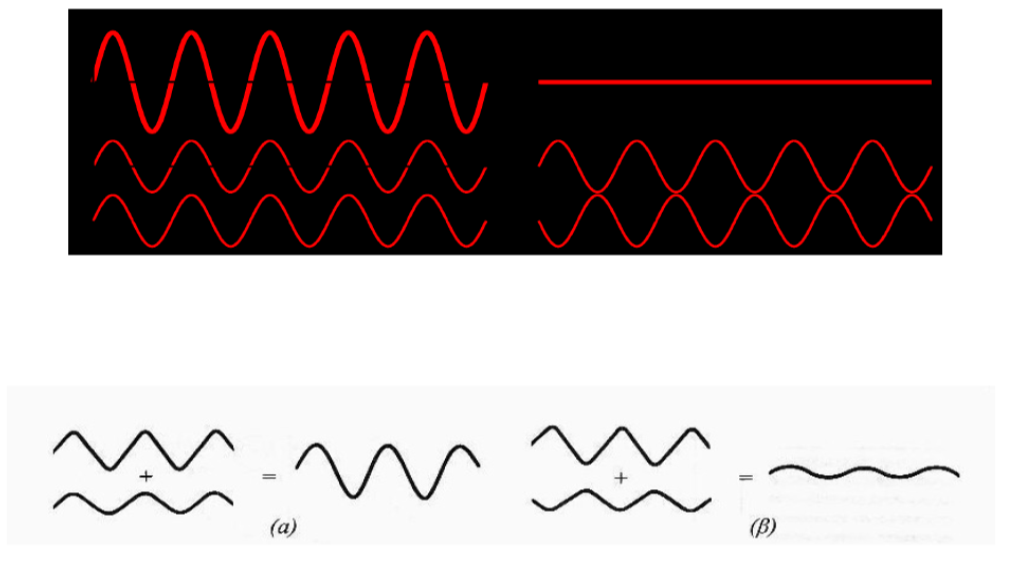 + = + =
(α) (β)